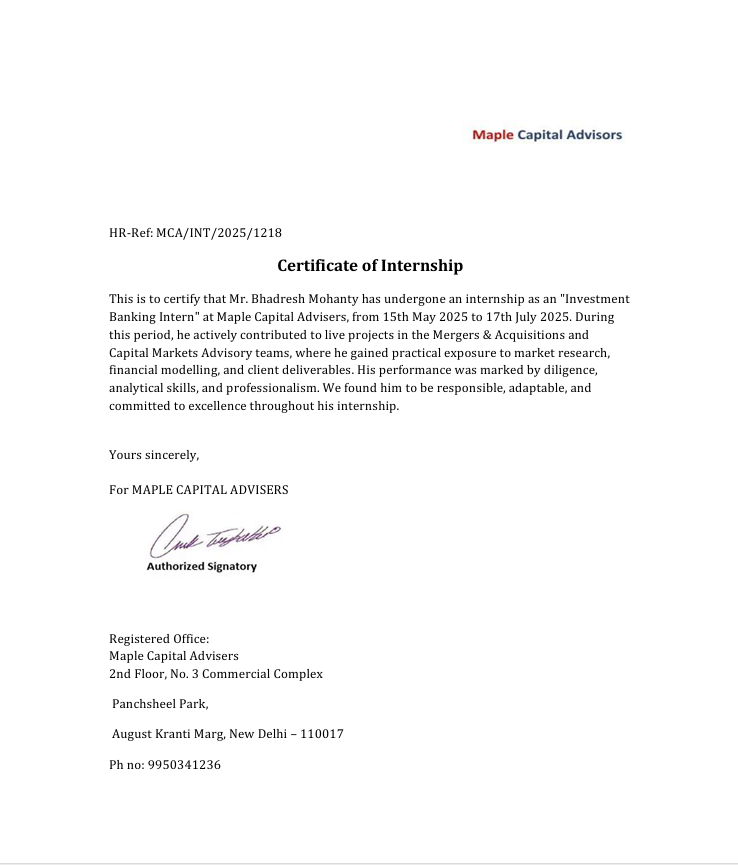 Maple Capital Advisors
HR-Ref: MCA/INT/2025/1218
Certificate of Internship
This is to certify that Mr. Bhadresh Mohanty has undergone an internship as an "Investment
Banking Intern" at Maple Capital Advisers, from 15th May 2025 to 17th July 2025. During
this period, he actively contributed to live projects in the Mergers & Acquisitions and
Capital Markets Advisory teams, where he gained practical exposure to market research,
financial modelling, and client deliverables. His performance was marked by diligence,
analytical skills, and professionalism. We found him to be responsible, adaptable, and
committed to excellence throughout his internship.
Yours sincerely,
For MAPLE CAPITAL ADVISERS
Authorized Signatory
Registered Office:
Maple Capital Advisers
2nd Floor, No. 3 Commercial Complex
Panchsheel Park,
August Kranti Marg, New Delhi – 110017
Ph no: 9950341236